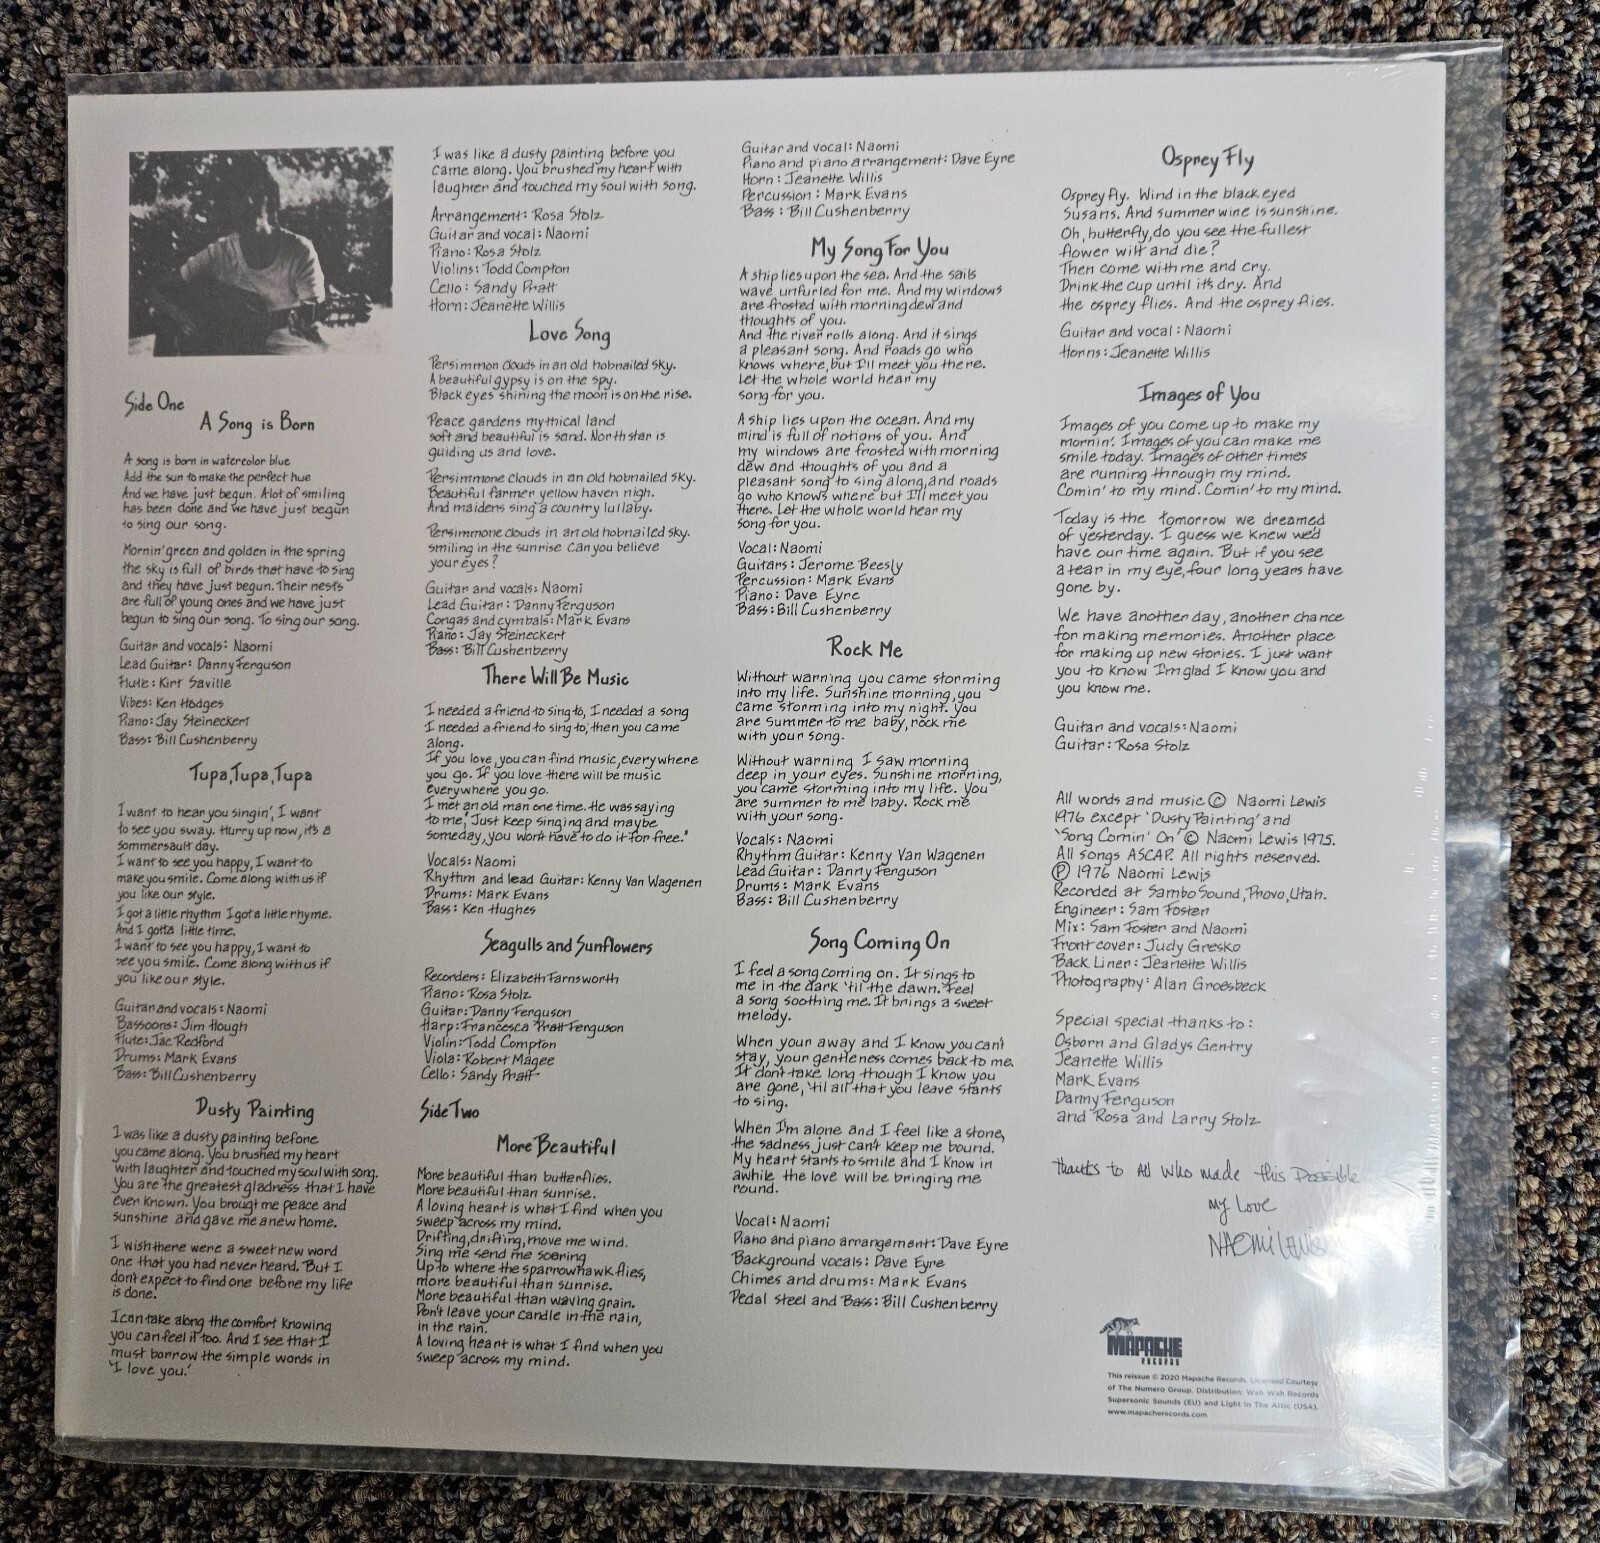 Side One
A Song is Born
A song is born in watercolor blue
Add the sun to make the perfect hue
And we have just begun. A lot of smiling
has been done and we have just begun
to sing our song.
Mornin' green and golden in the spring
the sky is full of birds that have to sing
and they have just begun. Their nests
are full of young ones and we have just
begun to sing our song. To sing our song.
Guitar and vocals: Naomi
Lead Guitar: Danny Ferguson
Flute: Kirt Saville
Vibes: Ken Hodges
Piano: Jay Steineckert
Bass: Bill Cushenberry
Tupa, Tupa, Tupa
I want to hear you singin', I want
to see you sway. Hurry up now, it's a
sommersault day.
I want to see you happy, I want to
make you smile. Come along with us if
you like our style.
I got a little rhythm I got a little rhyme.
And I gotta little time.
I want to see you happy, I want to
see you smile. Come along with us if
you like our style.
Guitar and vocals: Naomi
Bassoons: Jim Hough
Flute: Jac Redford
Drums: Mark Evans
Bass: Bill Cushenberry
Dusty Painting
I was like a dusty painting before
you came along. You brushed my heart
with laughter and touched my soul with song.
You are the greatest gladness that I have
ever known. You brougt me peace and
sunshine and gave me a new home.
I wish there were a sweet new word
one that you had never heard. But I
don't expect to find one before my life
is done.
I can take along the comfort knowing
you can feel it too. And I see that I
must borrow the simple words in
'I love you.'
I was like a dusty painting before you
came along. You brushed my heart with
laughter and touched my soul with song.
Arrangement: Rosa Stolz
Guitar and vocal: Naomi
Piano: Rosa Stolz
Violins: Todd Compton
Cello: Sandy Pratt
Horn: Jeanette Willis
Love Song
Persimmon clouds in an old hobnailed sky.
A beautiful gypsy is on the spy.
Black eyes shining the moon is on the rise.
Peace gardens mythical land
soft and beautiful is sand. North star is
guiding us and love.
Persimmone clouds in an old hobnailed sky.
Beautiful farmer yellow haven nigh.
And maidens sing a country lullaby.
Persimmone clouds in an old hobnailed sky.
smiling in the sunrise can you believe
your eyes?
Guitar and vocals: Naomi
Lead Guitar: Danny Ferguson
Congas and cymbals: Mark Evans
Piano: Jay Steineckert
Bass: Bill Cushenberry
There Will Be Music
I needed a friend to sing to, I needed a song
I needed a friend to sing to, then you came
along.
If you love, you can find music, everywhere
you go. If you love there will be music
everywhere you go.
I met an old man one time. He was saying
to me, 'Just keep singing and maybe
someday, you won't have to do it for free."
Vocals: Naomi
Rhythm and lead Guitar: Kenny Van Wagenen
Drums: Mark Evans
Bass: Ken Hughes
Seagulls and Sunflowers
Recorders: Elizabeth Farnsworth
Piano: Rosa Stolz
Guitar: Danny Ferguson
Harp: Francesca Pratt Ferguson
Violin: Todd Compton
Viola: Robert Magee
Cello: Sandy Pratt
Side Two
More Beautiful
More beautiful than butterflies.
More beautiful than sunrise.
A loving heart is what I find when you
sweep across my mind.
Drifting, drifting, move me wind.
Sing me send me soering
Up to where the sparrowhawk flies,
more beautiful than sunrise.
More beautiful than waving grain.
Don't leave your candle in the rain,
in the rain.
A loving heart is what I find when you
sweep across my mind.
Guitar and vocal: Naomi
Piano and piano arrangement: Dave Eyre
Horn: Jeanette Willis
Percussion: Mark Evans
Bass: Bill Cushenberry
My Song For You
A ship lies upon the sea. And the sails
wave unfurled for me. And my windows
are frosted with morning dew and
thoughts of you.
And the river rolls along. And it sings
a pleasant song. And roads go who
knows where, but I'll meet you there.
Let the whole world hear my
song for you.
A ship lies upon the ocean. And my
mind is full of notions of you. And
my windows are frosted with morning
dew and thoughts of you and a
pleasant song to sing along, and roads
go who knows where but I'll meet you
there. Let the whole world hear my
song for you.
Vocal: Naomi
Guitars: Jerome Beesly
Percussion: Mark Evans
Piano: Dave Eyre
Bass: Bill Cushenberry
Rock Me
Without warning you came storming
into my life. Sunshine morning, you
came storming into my night. You
are summer to me baby, rock me
with your song.
Without warning I saw morning
deep in your eyes. Sunshine morning,
you came storming into my life. You
are summer to me baby. Rock me
with your song.
Vocals: Naomi
Rhythm Guitar: Kenny Van Wagenen
Lead Guitar: Danny Ferguson
Drums: Mark Evans
Bass: Bill Cushenberry
Song Coming On
I feel a song coming on. It sings to
me in the dark 'til the dawn. Feel
a song soothing me. It brings a sweet
melody.
When your away and I know you can't
stay, your gentleness comes back to me.
It don't take long though I know you
are gone, 'til all that you leave starts
to sing.
When I'm alone and I feel like a stone,
the sadness just can't keep me bound.
My heart starts to smile and I know in
awhile the love will be bringing me
round.
Vocal: Naomi
Piano and piano arrangement: Dave Eyre
Background vocals: Dave Eyre
Chimes and drums: Mark Evans
Pedal steel and Bass: Bill Cushenberry
Osprey Fly
Osprey fly. Wind in the black eyed
Susans. And summer wine is sunshine.
Oh, butterfly, do you see the fullest
flower wilt and die?
Then come with me and cry.
Drink the cup until it's dry. And
the osprey flies. And the osprey flies.
Guitar and vocal: Naomi
Horns: Jeanette Willis
Images of You
Images of you come up to make my
mornin'. Images of you can make me
smile today. Images of other times
are running through my mind.
Comin' to my mind. Comin' to my mind.
Today is the tomorrow we dreamed
of yesterday. I guess we knew we'd
have our time again. But if you see
a tear in my eye, four long years have
gone by.
We have another day, another chance
for making memories. Another place
for making up new stories. I just want
you to know I'm glad I know you and
you know me.
Guitar and vocals: Naomi
Guitar: Rosa Stolz
All words and music © Naomi Lewis
1976 except 'Dusty Painting' and
'Song Comin' On' © Naomi Lewis 1975.
All songs ASCAP. All rights reserved.
℗ 1976 Naomi Lewis
Recorded at Sambo Sound, Provo, Utah.
Engineer: Sam Foster
Mix: Sam Foster and Naomi
Front cover: Judy Gresko
Back Liner: Jeanette Willis
Photography: Alan Groesbeck
Special special thanks to:
Osborn and Gladys Gentry
Jeanette Willis
Mark Evans
Danny Ferguson
and Rosa and Larry Stolz
Thanks to All who made this Possible
my Love
NAOMi Lewis
MAPACHE
RECORDS
This reissue © 2020 Mapache Records. Licensed Courtesy
of The Numero Group. Distribution: Wah Wah Records
Supersonic Sounds (EU) and Light In The Attic (USA).
www.mapacherecords.com